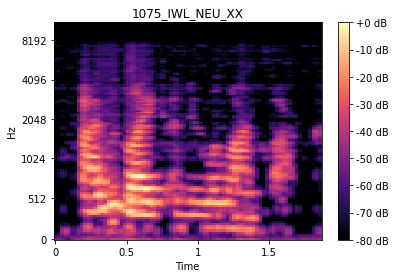 1075_IWL_NEU_XX
8192
4096
2048
1024
512
0
Hz
0
0.5
1
1.5
Time
+0 dB
-10 dB
-20 dB
-30 dB
-40 dB
-50 dB
-60 dB
-70 dB
-80 dB